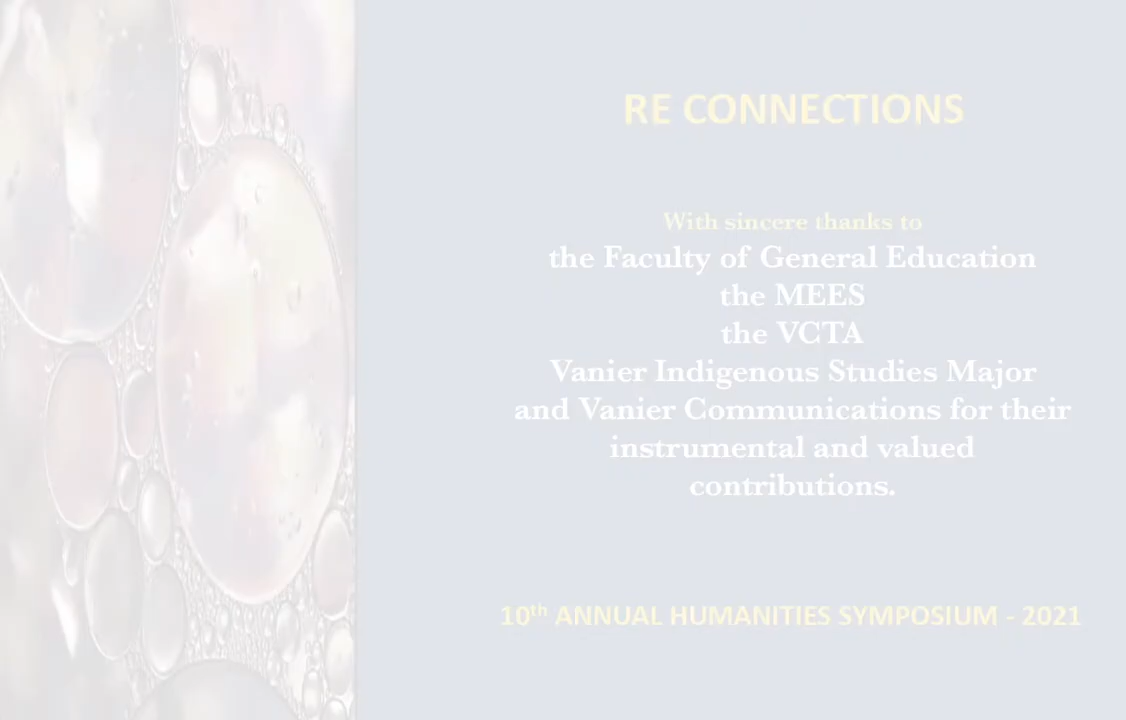 RE CONNECTIONS
With sincere thanks to
the Faculty of General Education
the MEES
the VCTA
Vanier Indigenous Studies Major
and Vanier Communications for their
instrumental and valued
contributions.
10th ANNUAL HUMANITIES SYMPOSIUM - 2021